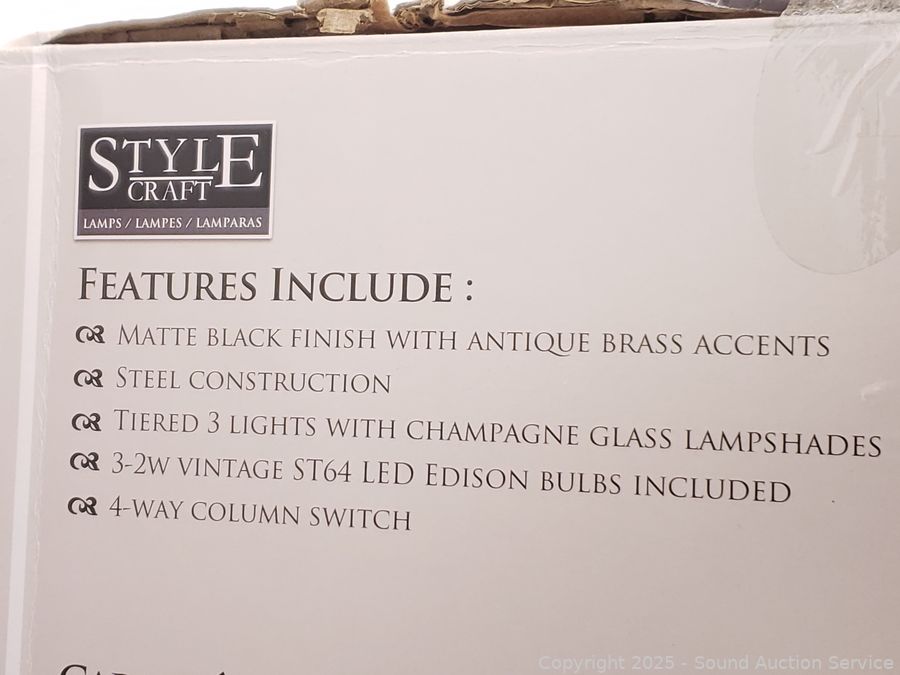 STYLE
CRAFT
LAMPS / LAMPES / LAMPARAS
FEATURES INCLUDE :
MATTE BLACK FINISH WITH ANTIQUE BRASS ACCENTS
STEEL CONSTRUCTION
TIERED 3 LIGHTS WITH CHAMPAGNE GLASS LAMPSHADES
3-2W VINTAGE ST64 LED EDISON BULBS INCLUDED
4-WAY COLUMN SWITCH
Copyright 2025 - Sound Auction Service